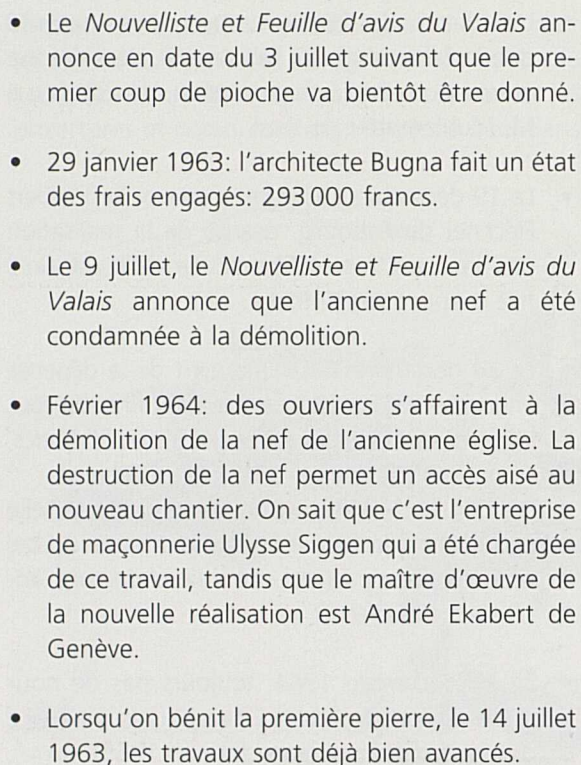 • Le Nouvelliste et Feuille d'avis du Valais an-
nonce en date du 3 juillet suivant que le pre-
mier coup de pioche va bientôt être donné.
• 29 janvier 1963: l'architecte Bugna fait un état
des frais engagés: 293 000 francs.
• Le 9 juillet, le Nouvelliste et Feuille d'avis du
Valais annonce que l'ancienne nef a été
condamnée à la démolition.
• Février 1964: des ouvriers s'affairent à la
démolition de la nef de l'ancienne église. La
destruction de la nef permet un accès aisé au
nouveau chantier. On sait que c'est l'entreprise
de maçonnerie Ulysse Siggen qui a été chargée
de ce travail, tandis que le maître d'œuvre de
la nouvelle réalisation est André Ekabert de
Genève.
• Lorsqu'on bénit la première pierre, le 14 juillet
1963, les travaux sont déjà bien avancés.